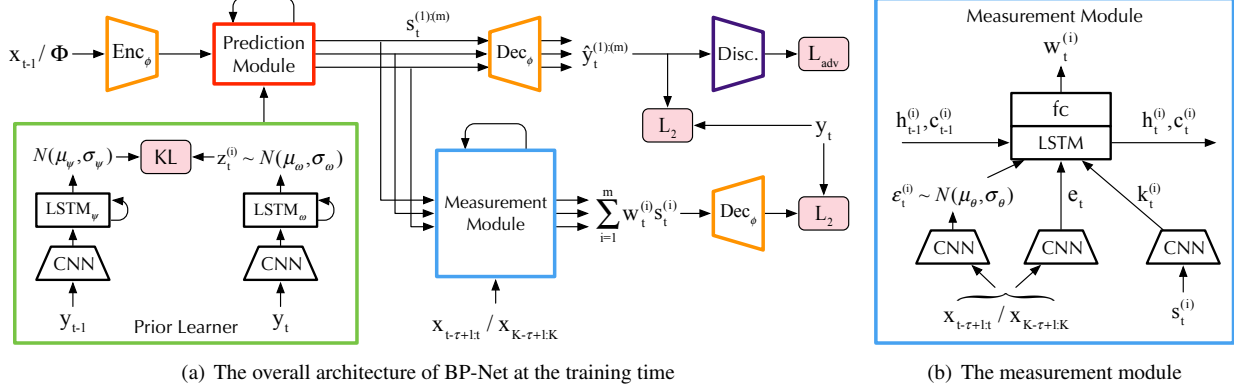 x_{t-1} / Φ
Enc_ϕ
Prediction
Module
s_t^{(1):(m)}
Dec_ϕ
ŷ_t^{(1):(m)}
Disc.
L_{adv}
L_2
y_t
N(μ_ψ, σ_ψ)
KL
z_t^{(i)} ~ N(μ_ω, σ_ω)
LSTM_ψ
LSTM_ω
CNN
CNN
y_{t-1}
y_t
Prior Learner
Measurement
Module
x_{t-τ+1:t} / x_{K-τ+1:K}
∑_{i=1}^{m} w_t^{(i)} s_t^{(i)}
Dec_ϕ
L_2
(a) The overall architecture of BP-Net at the training time
Measurement Module
w_t^{(i)}
fc
LSTM
h_{t-1}^{(i)}, c_{t-1}^{(i)}
h_t^{(i)}, c_t^{(i)}
ε_t^{(i)} ~ N(μ_θ, σ_θ)
e_t
k_t^{(i)}
CNN
CNN
CNN
x_{t-τ+1:t} / x_{K-τ+1:K}
s_t^{(i)}
(b) The measurement module